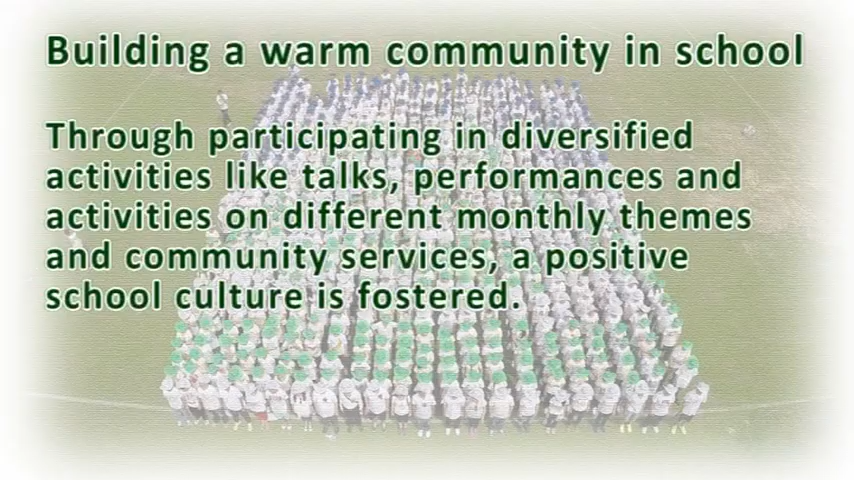 Building a warm community in school
Through participating in diversified
activities like talks, performances and
activities on different monthly themes
and community services, a positive
school culture is fostered.